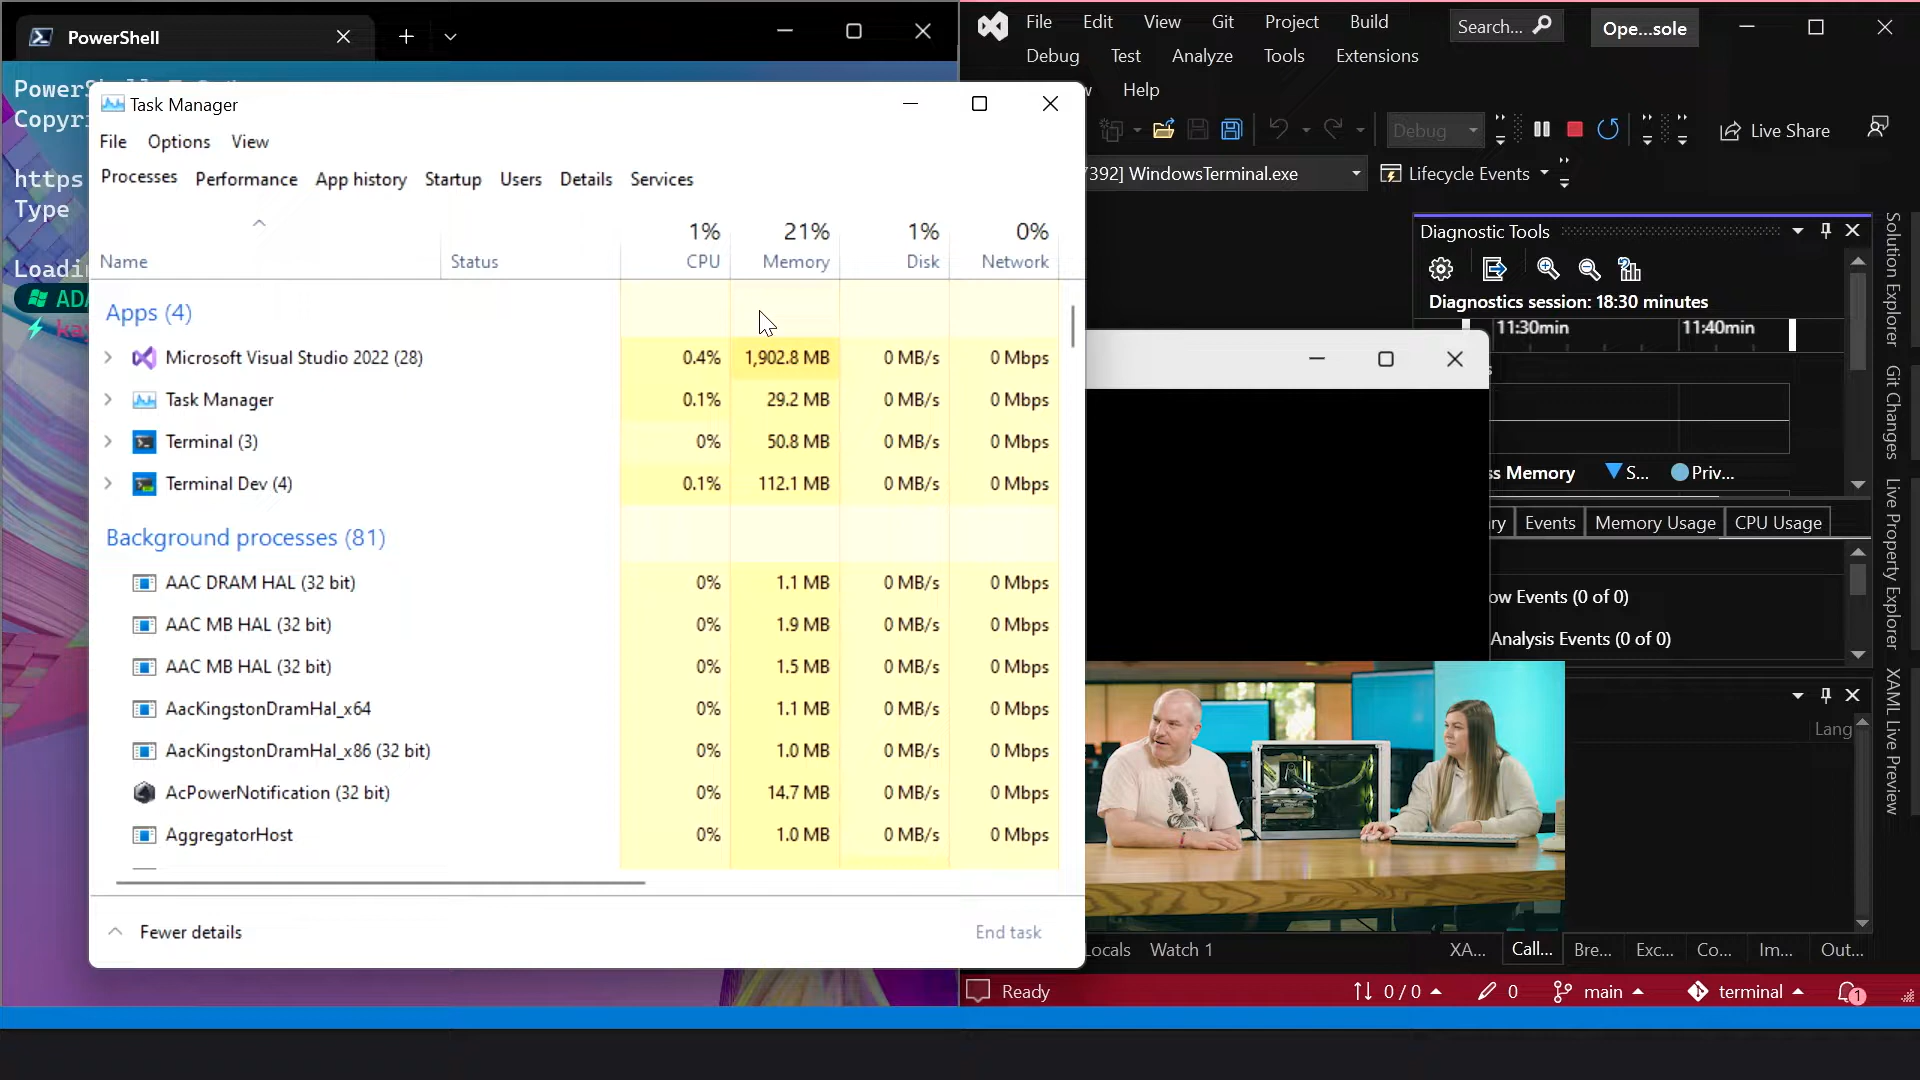 PowerShell
Copyri
https
Type
Loadi
ADA
Task Manager
File Options View
Processes Performance App history Startup Users Details Services
1% 21% 1% 0%
Name Status CPU Memory Disk Network
Apps (4)
Microsoft Visual Studio 2022 (28) 0.4% 1,902.8 MB 0 MB/s 0 Mbps
Task Manager 0.1% 29.2 MB 0 MB/s 0 Mbps
Terminal (3) 0% 50.8 MB 0 MB/s 0 Mbps
Terminal Dev (4) 0.1% 112.1 MB 0 MB/s 0 Mbps
Background processes (81)
AAC DRAM HAL (32 bit) 0% 1.1 MB 0 MB/s 0 Mbps
AAC MB HAL (32 bit) 0% 1.9 MB 0 MB/s 0 Mbps
AAC MB HAL (32 bit) 0% 1.5 MB 0 MB/s 0 Mbps
AacKingstonDramHal_x64 0% 1.1 MB 0 MB/s 0 Mbps
AacKingstonDramHal_x86 (32 bit) 0% 1.0 MB 0 MB/s 0 Mbps
AcPowerNotification (32 bit) 0% 14.7 MB 0 MB/s 0 Mbps
AggregatorHost 0% 1.0 MB 0 MB/s 0 Mbps
Fewer details End task
File Edit View Git Project Build Search... Ope...sole
Debug Test Analyze Tools Extensions
w Help
Debug Live Share
7392] WindowsTerminal.exe Lifecycle Events
Diagnostic Tools
Diagnostics session: 18:30 minutes
11:30min 11:40min
ss Memory S... Priv...
ry Events Memory Usage CPU Usage
ow Events (0 of 0)
Analysis Events (0 of 0)
Lang
Locals Watch 1 XA... Call... Bre... Exc... Co... Im... Out...
Ready 0 / 0 0 main terminal 1
Solution Explorer
Git Changes
Live Property Explorer
XAML Live Preview